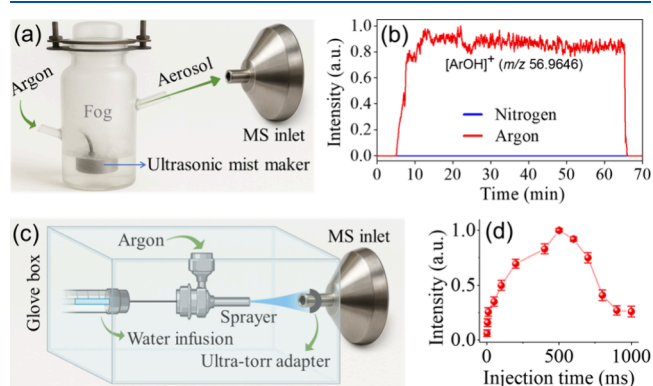 (a)
Argon
Fog
Aerosol
MS inlet
Ultrasonic mist maker
(b)
Intensity (a.u.)
1.0
0.8
0.6
0.4
0.2
0.0
[ArOH]⁺ (m/z 56.9646)
Nitrogen
Argon
0 10 20 30 40 50 60 70
Time (min)
(c)
Glove box
Argon
MS inlet
Sprayer
Water infusion
Ultra-torr adapter
(d)
Intensity (a.u.)
1.0
0.5
0.0
0 500 1000
Injection time (ms)